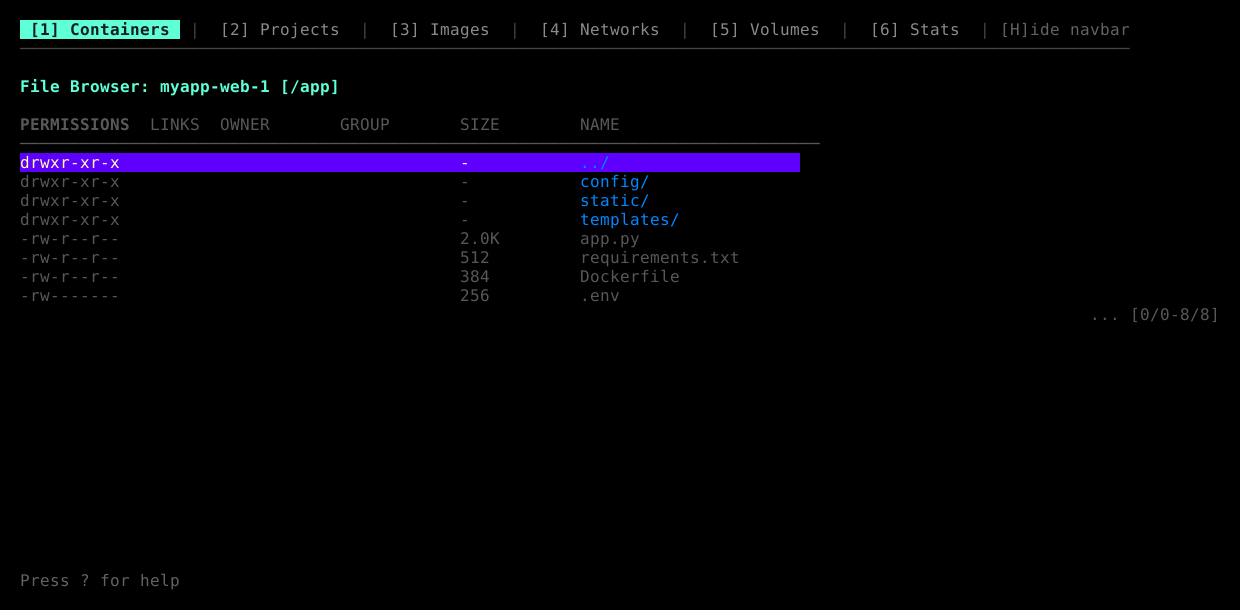 [1] Containers | [2] Projects | [3] Images | [4] Networks | [5] Volumes | [6] Stats | [H]ide navbar
File Browser: myapp-web-1 [/app]
PERMISSIONS LINKS OWNER GROUP SIZE NAME
drwxr-xr-x - ../
drwxr-xr-x - config/
drwxr-xr-x - static/
drwxr-xr-x - templates/
-rw-r--r-- 2.0K app.py
-rw-r--r-- 512 requirements.txt
-rw-r--r-- 384 Dockerfile
-rw------- 256 .env
... [0/0-8/8]
Press ? for help